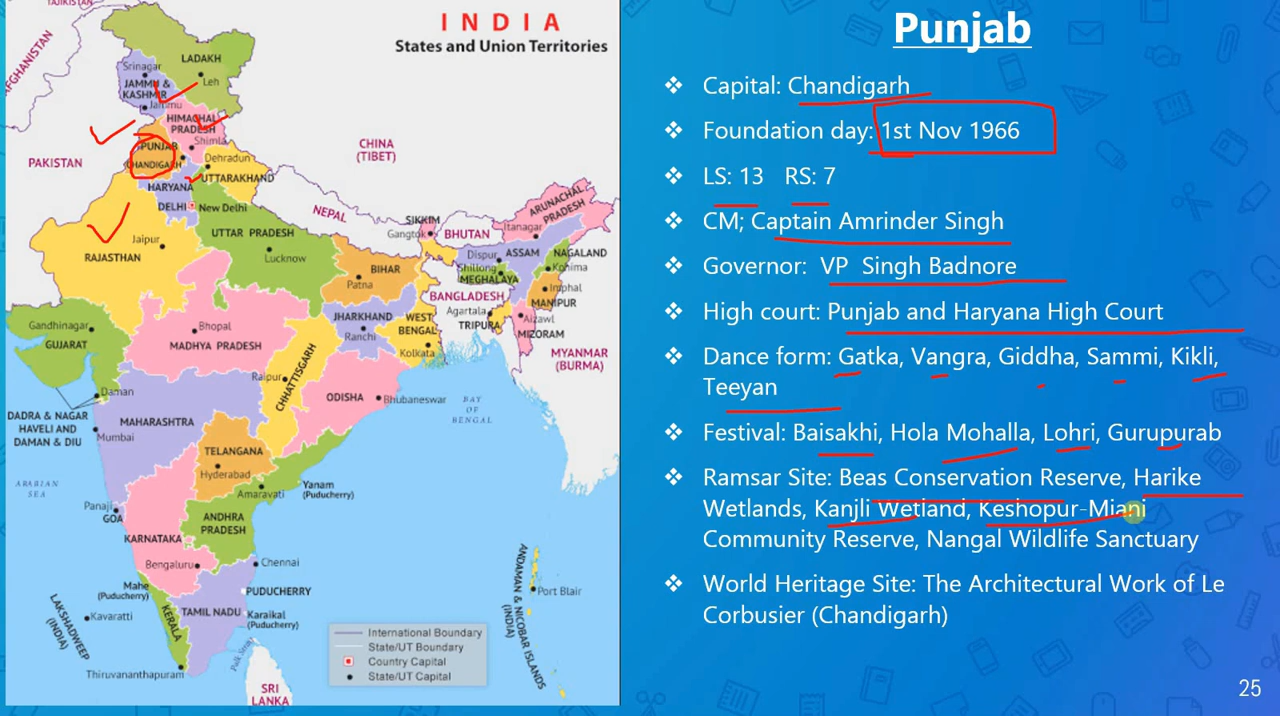 TAJIKISTAN
INDIA
States and Union Territories
AFGHANISTAN
LADAKH
Srinagar
Leh
JAMMU &
KASHMIR
Jammu
HIMACHAL
PRADESH
Shimla
CHINA
(TIBET)
PUNJAB
CHANDIGARH
PAKISTAN
Dehradun
UTTARAKHAND
HARYANA
DELHI
New Delhi
ARUNACHAL
PRADESH
Itanagar
NEPAL
SIKKIM
Gangtok
BHUTAN
UTTAR PRADESH
Lucknow
Jaipur
RAJASTHAN
Dispur
ASSAM
NAGALAND
Kohima
Shillong
MEGHALAYA
BIHAR
Patna
Imphal
MANIPUR
BANGLADESH
Agartala
TRIPURA
Aizawl
MIZORAM
JHARKHAND
Ranchi
WEST
BENGAL
Kolkata
MYANMAR
(BURMA)
Gandhinagar
GUJARAT
Bhopal
MADHYA PRADESH
Raipur
CHHATTISGARH
ODISHA
Bhubaneswar
BAY
OF
BENGAL
Daman
DADRA & NAGAR
HAVELI AND
DAMAN & DIU
MAHARASHTRA
Mumbai
TELANGANA
Hyderabad
ARABIAN
SEA
Amaravati
Yanam
(Puducherry)
Panaji
GOA
ANDHRA
PRADESH
KARNATAKA
Bengaluru
Chennai
Mahe
(Puducherry)
PUDUCHERRY
LAKSHADWEEP
(INDIA)
Kavaratti
KERALA
TAMIL NADU
Karaikal
(Puducherry)
Palk Strait
ANDAMAN & NICOBAR ISLANDS
(INDIA)
Port Blair
Thiruvananthapuram
SRI
LANKA
International Boundary
State/UT Boundary
Country Capital
State/UT Capital
Punjab
❖ Capital: Chandigarh
❖ Foundation day: 1st Nov 1966
❖ LS: 13 RS: 7
❖ CM; Captain Amrinder Singh
❖ Governor: VP Singh Badnore
❖ High court: Punjab and Haryana High Court
❖ Dance form: Gatka, Vangra, Giddha, Sammi, Kikli,
Teeyan
❖ Festival: Baisakhi, Hola Mohalla, Lohri, Gurupurab
❖ Ramsar Site: Beas Conservation Reserve, Harike
Wetlands, Kanjli Wetland, Keshopur-Miani
Community Reserve, Nangal Wildlife Sanctuary
❖ World Heritage Site: The Architectural Work of Le
Corbusier (Chandigarh)
25